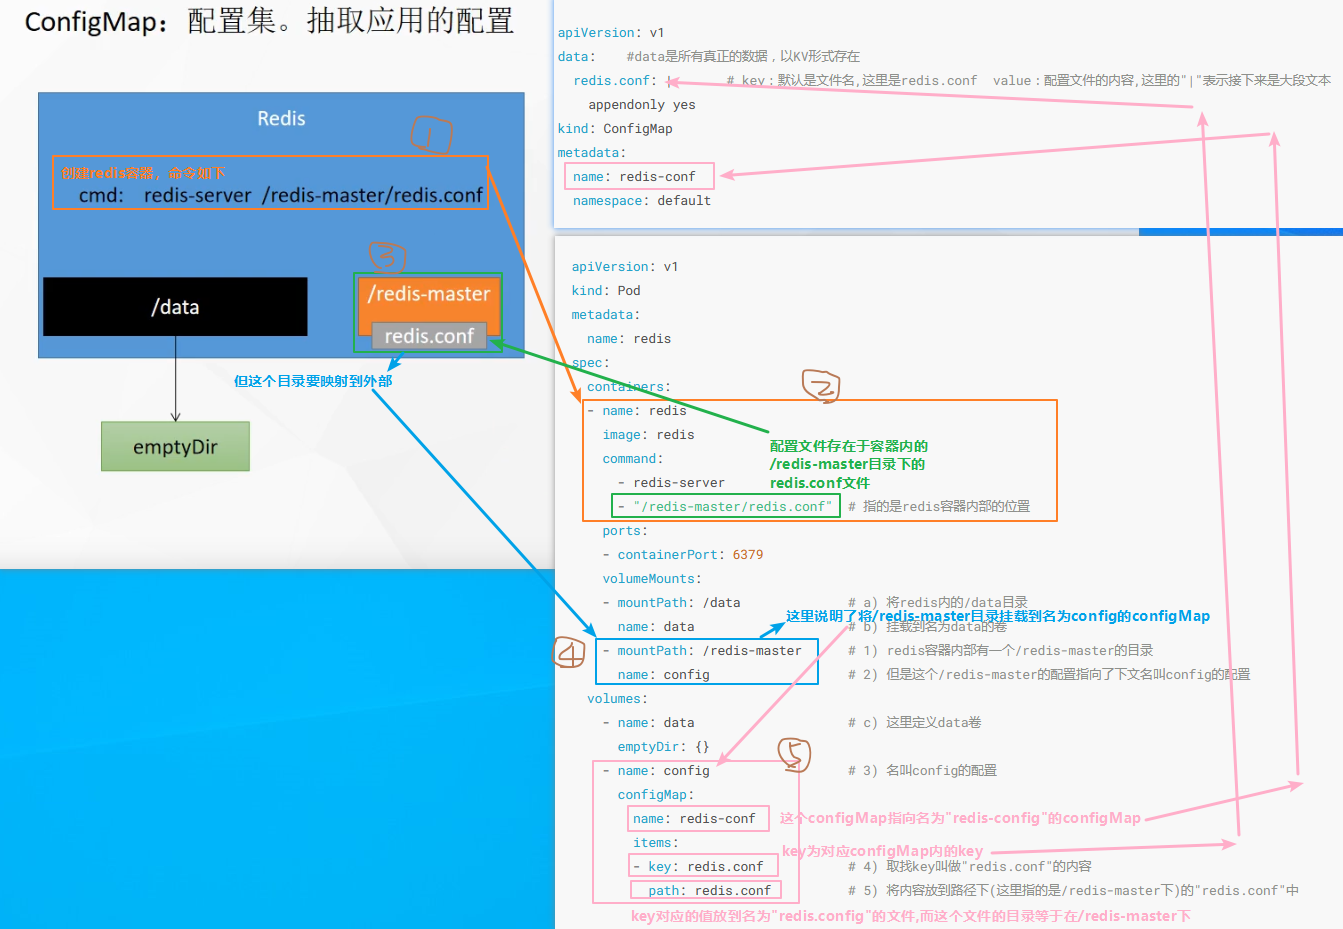 ConfigMap：配置集。抽取应用的配置
Redis
1
创建redis容器，命令如下
cmd: redis-server /redis-master/redis.conf
3
/data
/redis-master
redis.conf
但这个目录要映射到外部
emptyDir
apiVersion: v1
data: #data是所有真正的数据，以KV形式存在
redis.conf: | # key：默认是文件名,这里是redis.conf value：配置文件的内容,这里的"|"表示接下来是大段文本
appendonly yes
kind: ConfigMap
metadata:
name: redis-conf
namespace: default
apiVersion: v1
kind: Pod
metadata:
name: redis
spec:
containers:
2
- name: redis
image: redis
command:
- redis-server
- "/redis-master/redis.conf" # 指的是redis容器内部的位置
配置文件存在于容器内的
/redis-master目录下的
redis.conf文件
ports:
- containerPort: 6379
volumeMounts:
- mountPath: /data # a) 将redis内的/data目录
这里说明了将/redis-master目录挂载到名为config的configMap
name: data # b) 挂载到名为data的卷
4
- mountPath: /redis-master # 1) redis容器内部有一个/redis-master的目录
name: config # 2) 但是这个/redis-master的配置指向了下文名叫config的配置
volumes:
- name: data # c) 这里定义data卷
emptyDir: {}
5
- name: config # 3) 名叫config的配置
configMap:
name: redis-conf 这个configMap指向名为"redis-config"的configMap
items:
key为对应configMap内的key
- key: redis.conf # 4) 取找key叫做"redis.conf"的内容
path: redis.conf # 5) 将内容放到路径下(这里指的是/redis-master下)的"redis.conf"中
key对应的值放到名为"redis.config"的文件,而这个文件的目录等于在/redis-master下